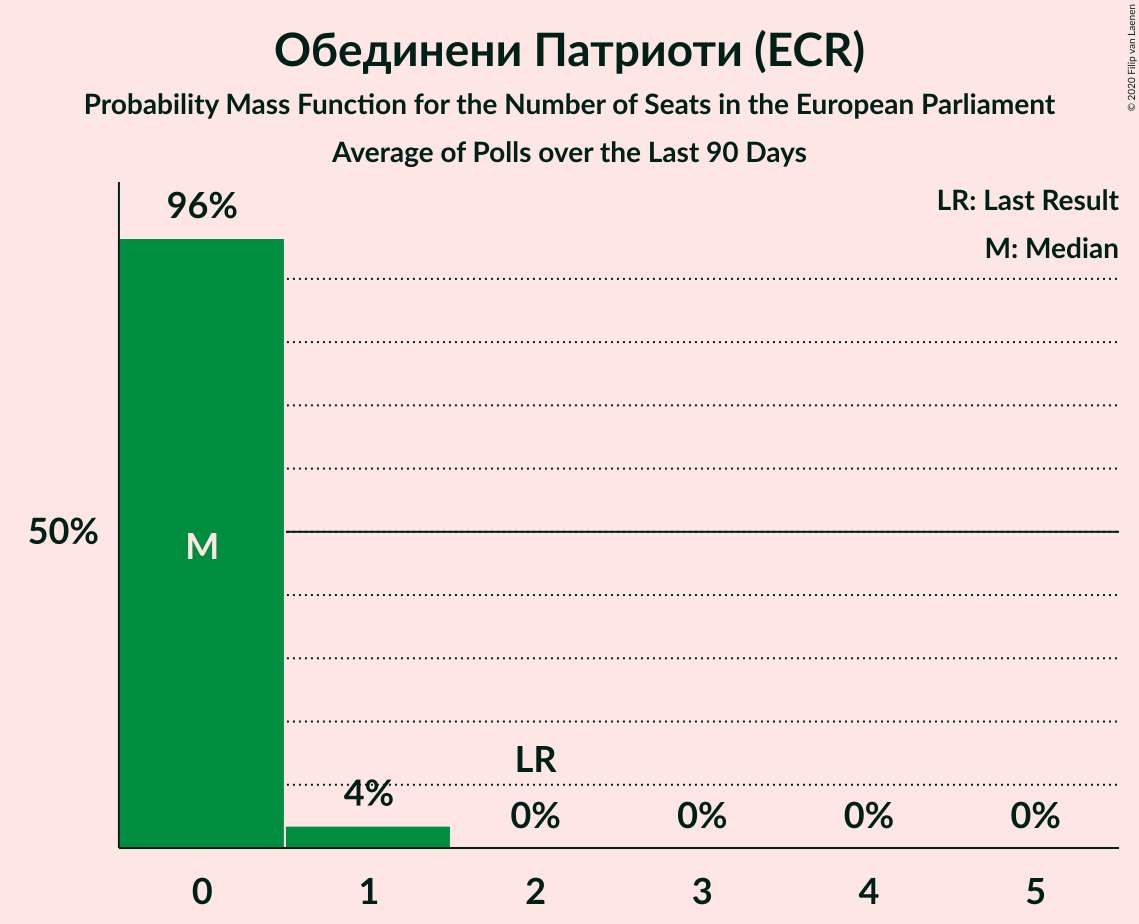 Обединени Патриоти (ECR)
Probability Mass Function for the Number of Seats in the European Parliament
Average of Polls over the Last 90 Days
© 2020 Filip van Laenen
LR: Last Result
M: Median
96%
50%
M
LR
4%
0%
0%
0%
0%
0
1
2
3
4
5